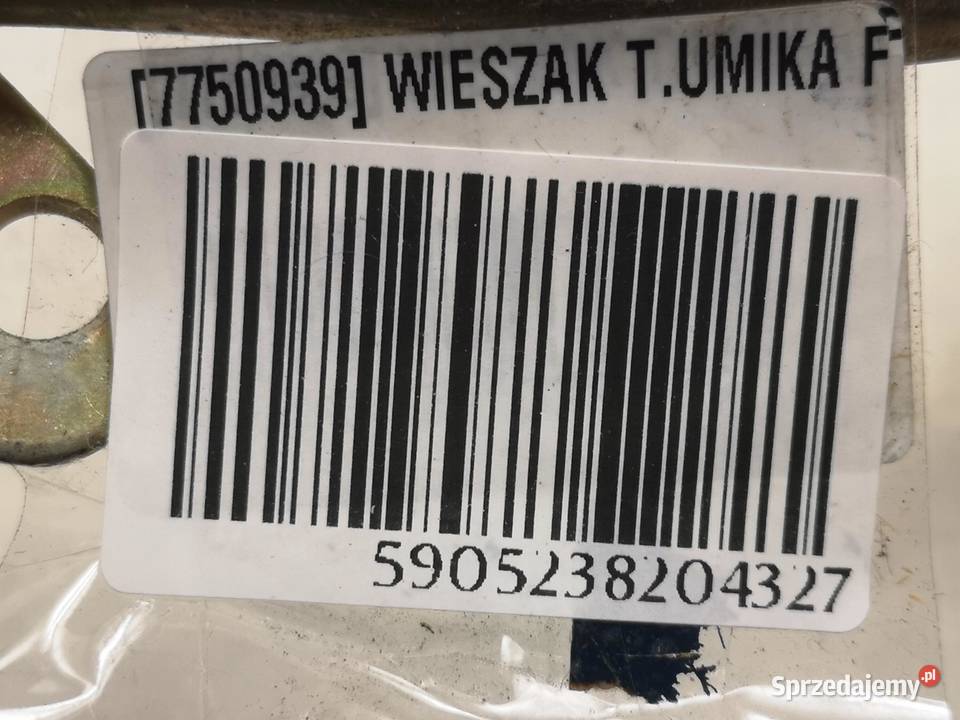 [7750939] WIESZAK T.UMIKA F
5905238204327
Sprzedajemy.pl